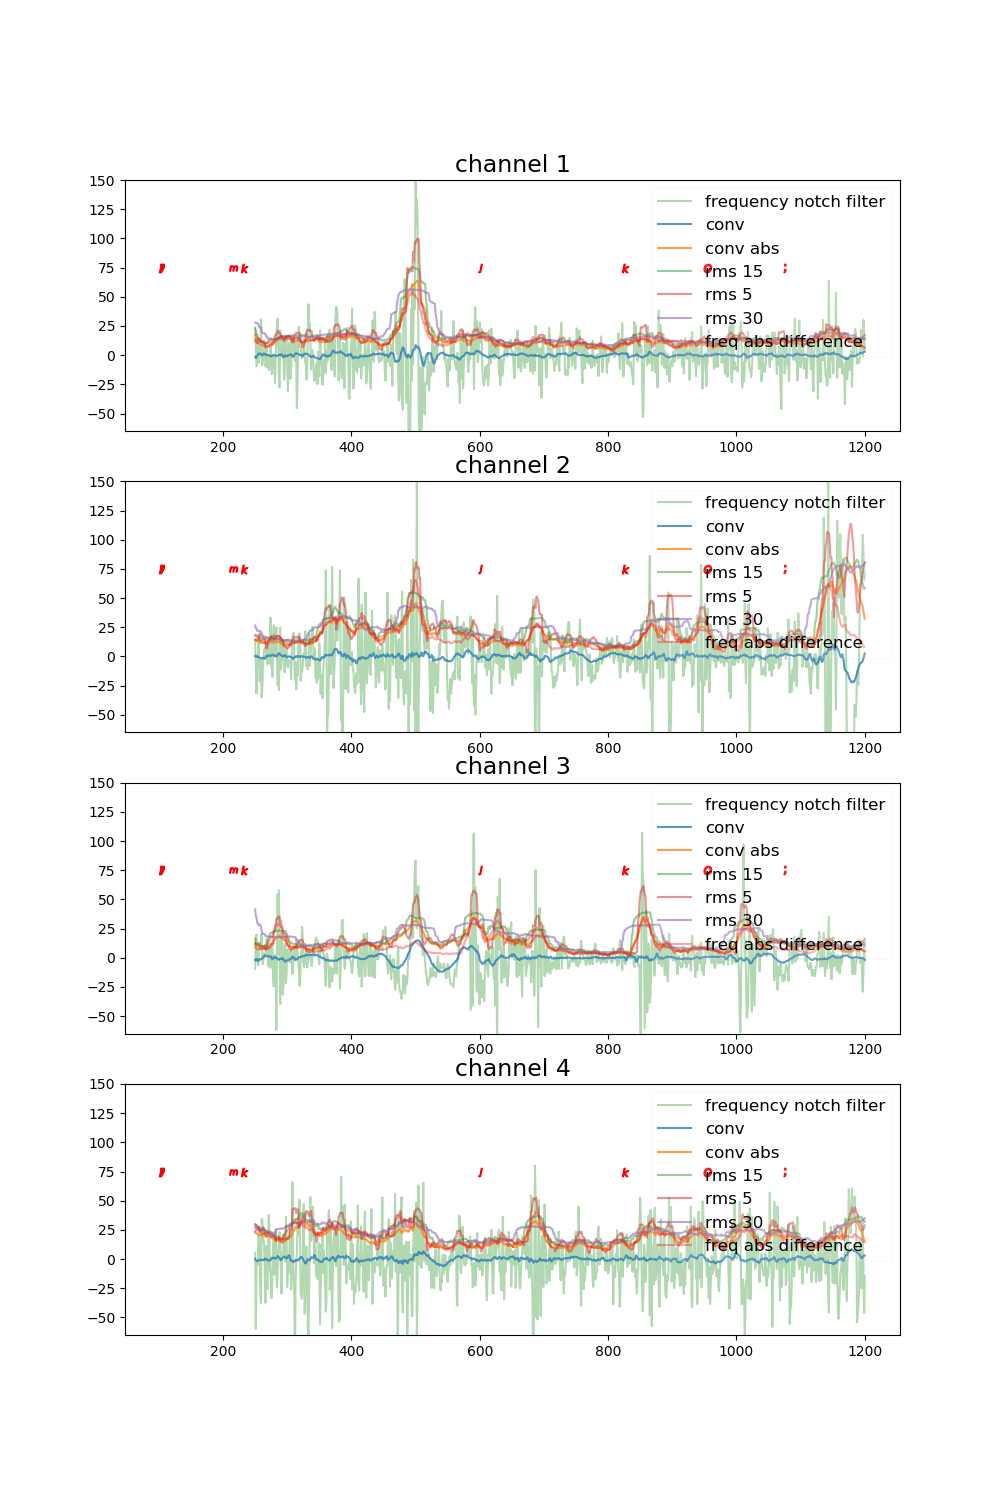 channel 1
150
125
100
75
50
25
0
−25
−50
m k j k o ;
frequency notch filter
conv
conv abs
rms 15
rms 5
rms 30
freq abs difference
200 400 600 800 1000 1200
channel 2
150
125
100
75
50
25
0
−25
−50
m k j k o ;
frequency notch filter
conv
conv abs
rms 15
rms 5
rms 30
freq abs difference
200 400 600 800 1000 1200
channel 3
150
125
100
75
50
25
0
−25
−50
m k j k o ;
frequency notch filter
conv
conv abs
rms 15
rms 5
rms 30
freq abs difference
200 400 600 800 1000 1200
channel 4
150
125
100
75
50
25
0
−25
−50
m k j k o ;
frequency notch filter
conv
conv abs
rms 15
rms 5
rms 30
freq abs difference
200 400 600 800 1000 1200